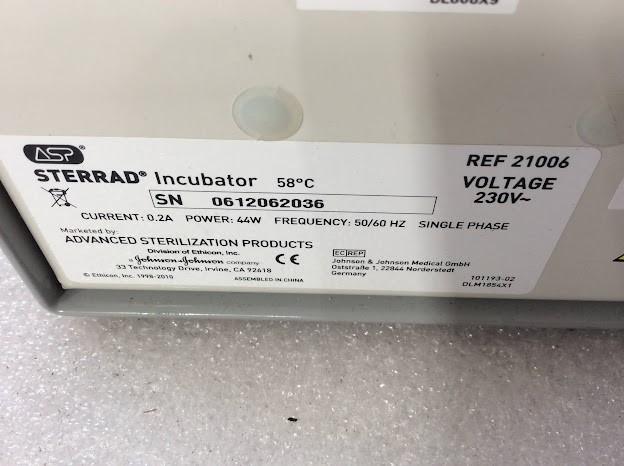 ASP
STERRAD® Incubator 58°C
REF 21006
SN 0612062036
VOLTAGE
230V~
CURRENT: 0.2A POWER: 44W FREQUENCY: 50/60 HZ SINGLE PHASE
Marketed by:
ADVANCED STERILIZATION PRODUCTS
Division of Ethicon, Inc.
a Johnson & Johnson company
33 Technology Drive, Irvine, CA 92618
© Ethicon, Inc. 1998-2010
ASSEMBLED IN CHINA
CE
EC REP
Johnson & Johnson Medical GmbH
Oststraße 1, 22844 Norderstedt
Germany
101193-02
DLM1854X1